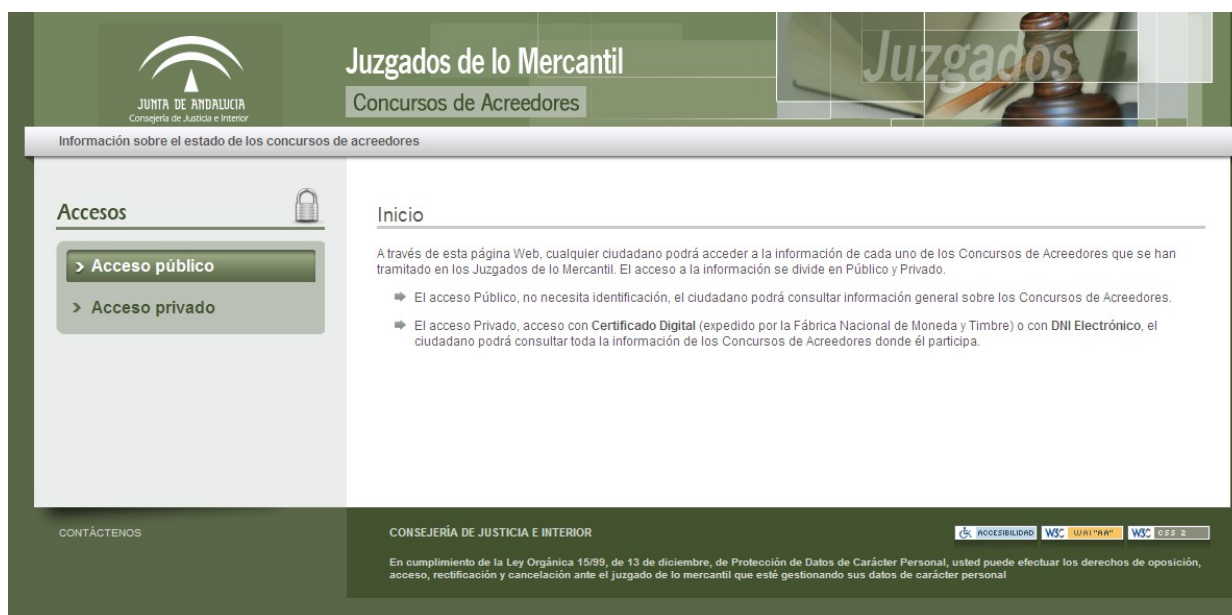 JUNTA DE ANDALUCIA
Consejería de Justicia e Interior
Juzgados de lo Mercantil
Concursos de Acreedores
Juzgados
Información sobre el estado de los concursos de acreedores
Accesos
> Acceso público
> Acceso privado
Inicio
A través de esta página Web, cualquier ciudadano podrá acceder a la información de cada uno de los Concursos de Acreedores que se han
tramitado en los Juzgados de lo Mercantil. El acceso a la información se divide en Público y Privado.
El acceso Público, no necesita identificación, el ciudadano podrá consultar información general sobre los Concursos de Acreedores.
El acceso Privado, acceso con Certificado Digital (expedido por la Fábrica Nacional de Moneda y Timbre) o con DNI Electrónico, el
ciudadano podrá consultar toda la información de los Concursos de Acreedores donde él participa.
CONTÁCTENOS
CONSEJERÍA DE JUSTICIA E INTERIOR
ACCESIBILIDAD W3C WAI"AA" W3C CSS 2
En cumplimiento de la Ley Orgánica 15/99, de 13 de diciembre, de Protección de Datos de Carácter Personal, usted puede efectuar los derechos de oposición,
acceso, rectificación y cancelación ante el juzgado de lo mercantil que esté gestionando sus datos de carácter personal